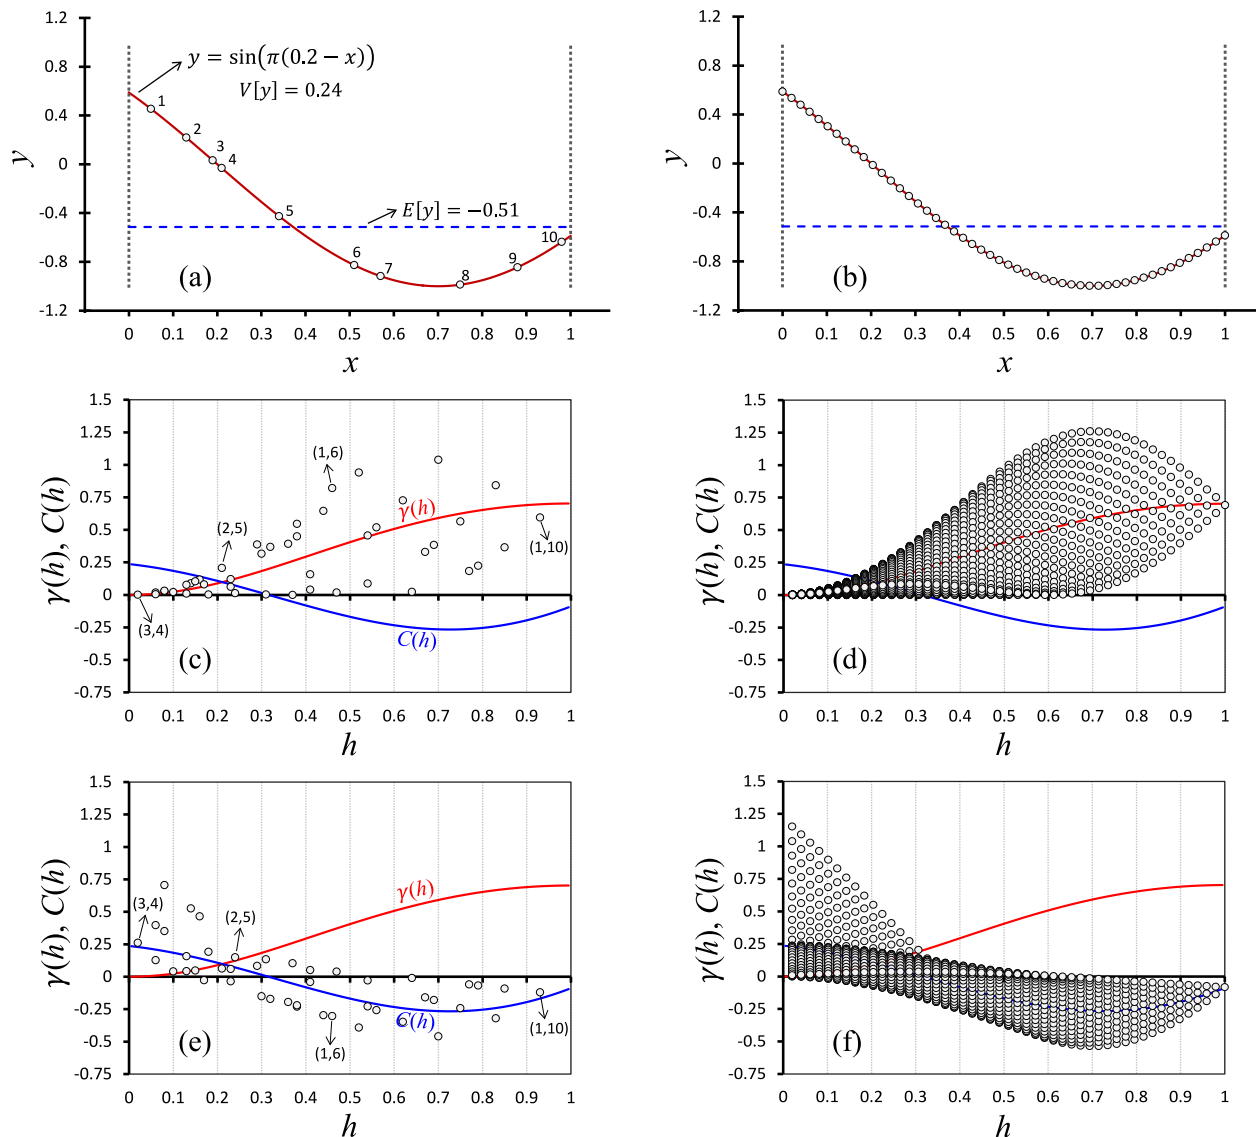 1.2
0.8
0.4
0
-0.4
-0.8
-1.2
y
y = sin(π(0.2 − x))
V[y] = 0.24
1
2
3
4
5
E[y] = −0.51
6
7
8
9
10
(a)
0 0.1 0.2 0.3 0.4 0.5 0.6 0.7 0.8 0.9 1
x
1.2
0.8
0.4
0
-0.4
-0.8
-1.2
y
(b)
0 0.1 0.2 0.3 0.4 0.5 0.6 0.7 0.8 0.9 1
x
1.5
1.25
1
0.75
0.5
0.25
0
-0.25
-0.5
-0.75
γ(h), C(h)
(1,6)
γ(h)
(2,5)
(1,10)
(3,4)
C(h)
(c)
0 0.1 0.2 0.3 0.4 0.5 0.6 0.7 0.8 0.9 1
h
1.5
1.25
1
0.75
0.5
0.25
0
-0.25
-0.5
-0.75
γ(h), C(h)
(d)
0 0.1 0.2 0.3 0.4 0.5 0.6 0.7 0.8 0.9 1
h
1.5
1.25
1
0.75
0.5
0.25
0
-0.25
-0.5
-0.75
γ(h), C(h)
γ(h)
(3,4)
(2,5)
C(h)
(1,10)
(1,6)
(e)
0 0.1 0.2 0.3 0.4 0.5 0.6 0.7 0.8 0.9 1
h
1.5
1.25
1
0.75
0.5
0.25
0
-0.25
-0.5
-0.75
γ(h), C(h)
(f)
0 0.1 0.2 0.3 0.4 0.5 0.6 0.7 0.8 0.9 1
h